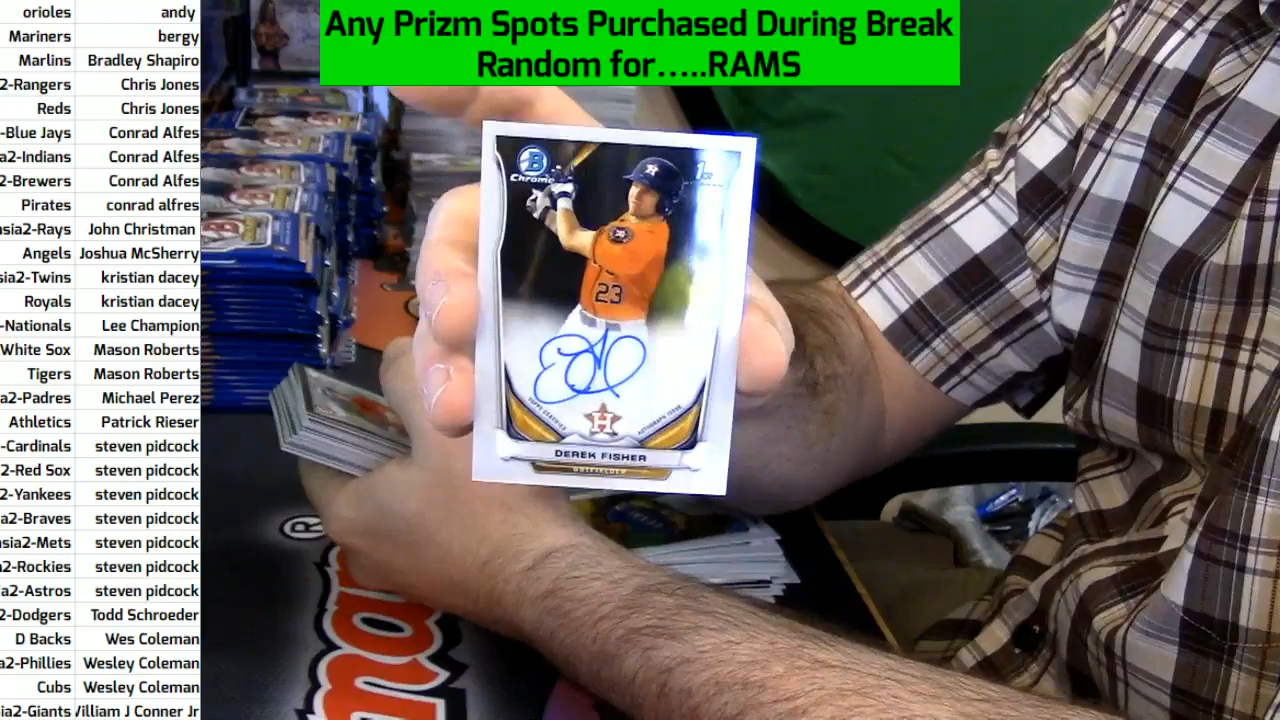 Any Prizm Spots Purchased During Break
Random for.....RAMS
orioles andy
Mariners bergy
Marlins Bradley Shapiro
2-Rangers Chris Jones
Reds Chris Jones
-Blue Jays Conrad Alfes
a2-Indians Conrad Alfes
2-Brewers Conrad Alfes
Pirates conrad alfres
sia2-Rays John Christman
Angels Joshua McSherry
sia2-Twins kristian dacey
Royals kristian dacey
-Nationals Lee Champion
White Sox Mason Roberts
Tigers Mason Roberts
a2-Padres Michael Perez
Athletics Patrick Rieser
-Cardinals steven pidcock
2-Red Sox steven pidcock
2-Yankees steven pidcock
a2-Braves steven pidcock
sia2-Mets steven pidcock
a2-Rockies steven pidcock
a2-Astros steven pidcock
2-Dodgers Todd Schroeder
D Backs Wes Coleman
a2-Phillies Wesley Coleman
Cubs Wesley Coleman
sia2-Giants William J Conner Jr
B
Chrome
1st
23
TOPPS CERTIFIED
AUTOGRAPH ISSUE
H
DEREK FISHER
OUTFIELDER
®